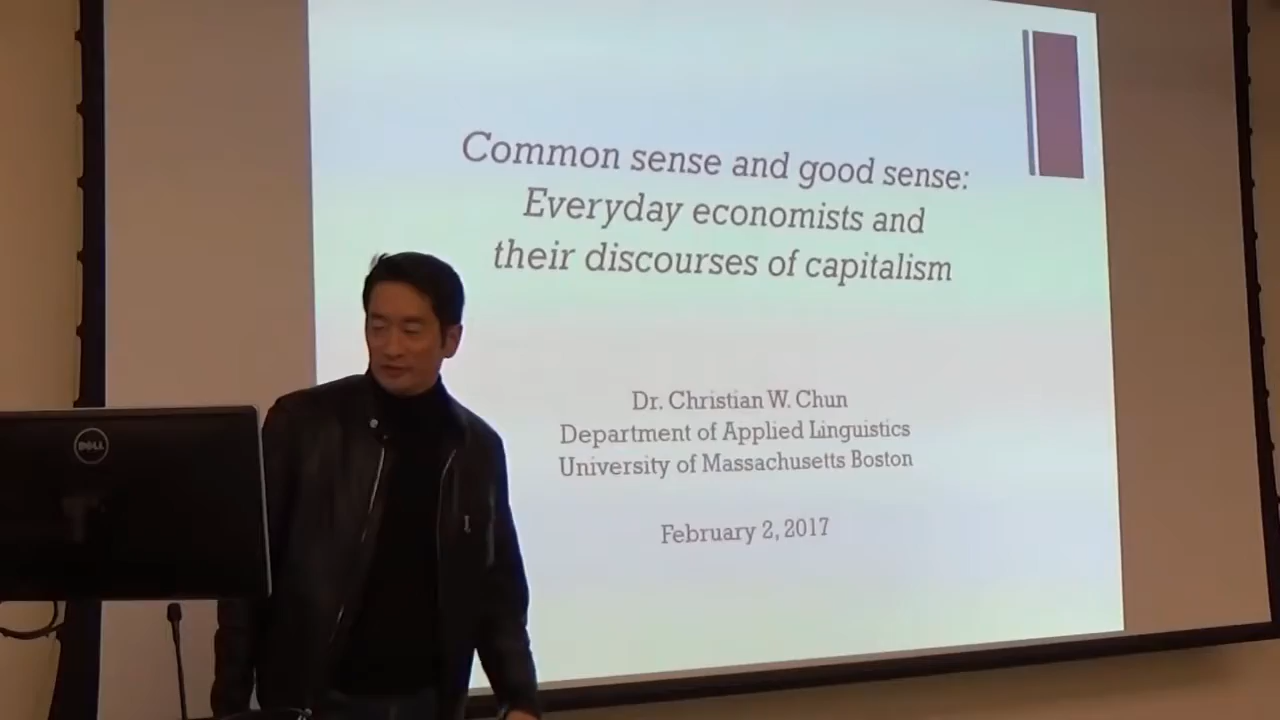 Common sense and good sense:
Everyday economists and
their discourses of capitalism
Dr. Christian W. Chun
Department of Applied Linguistics
University of Massachusetts Boston
February 2, 2017
DELL